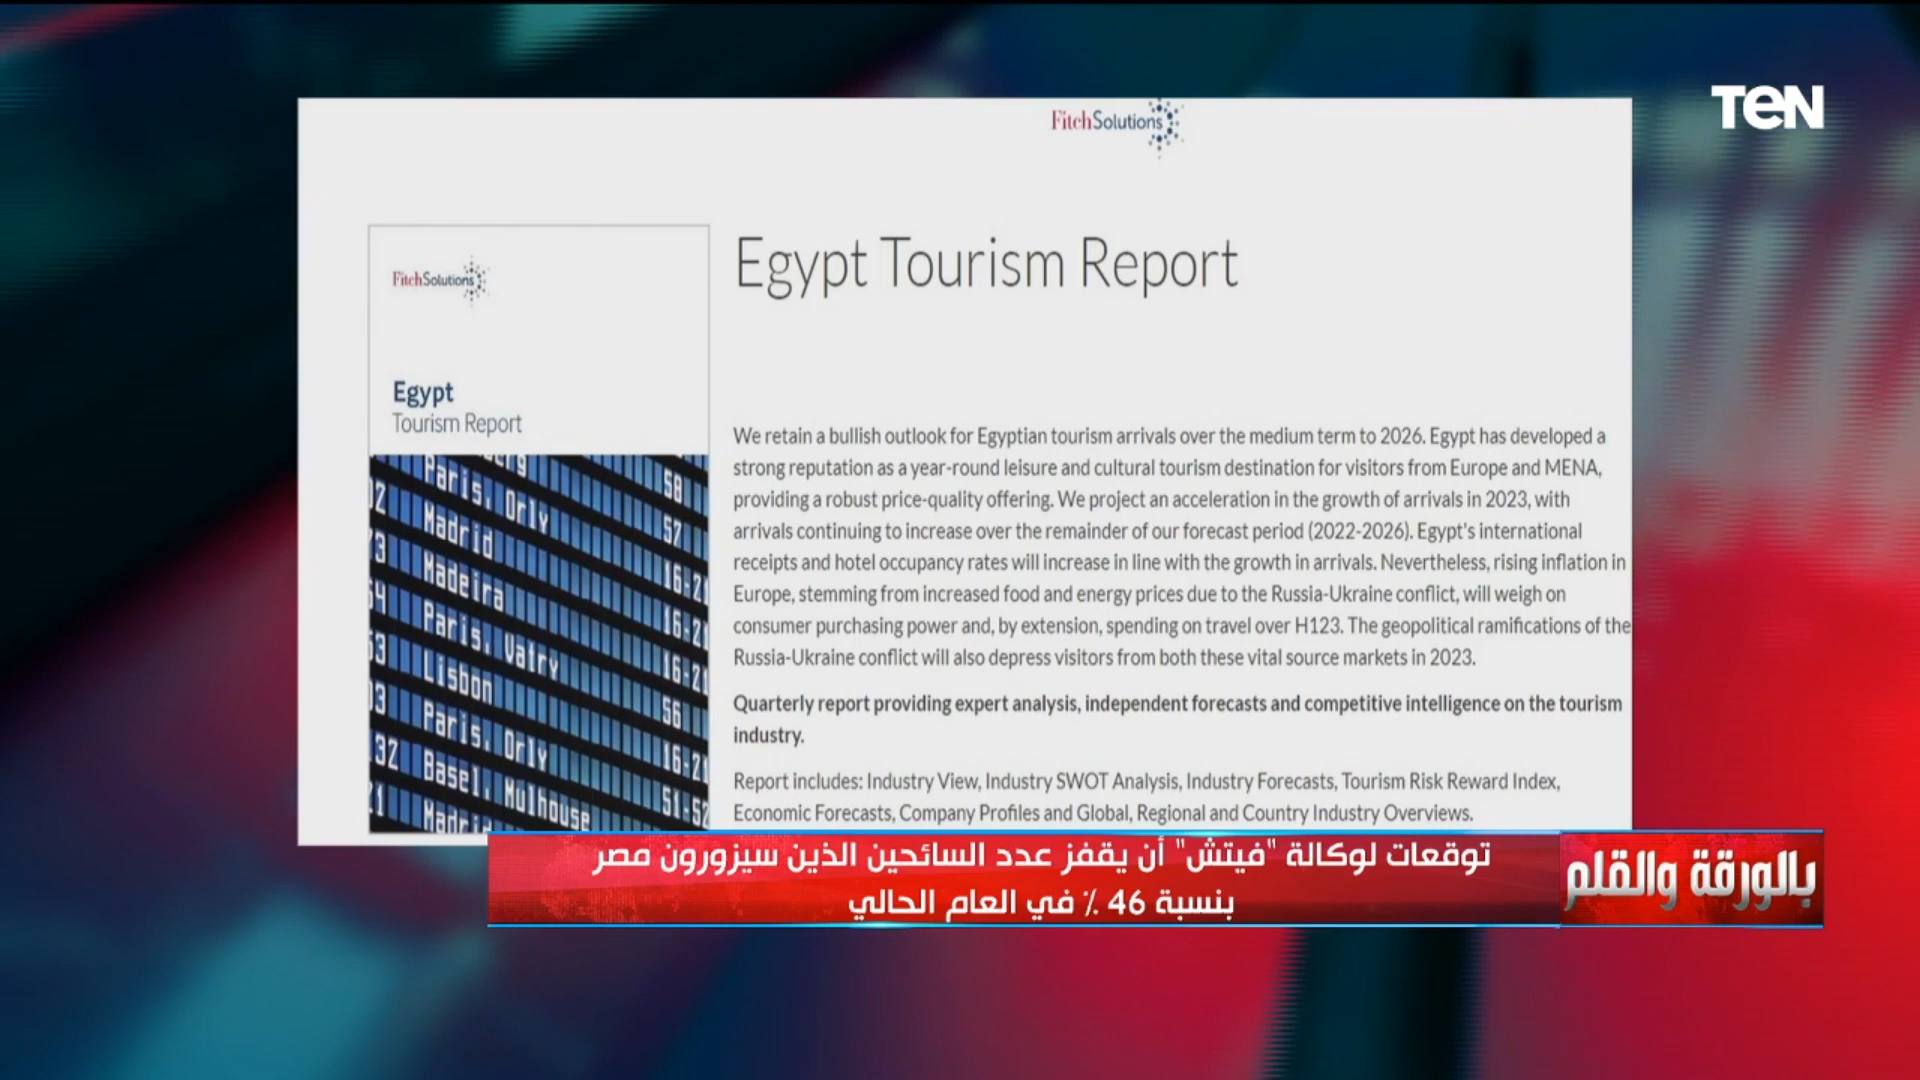 TeN
FitchSolutions
Egypt Tourism Report
FitchSolutions
Egypt
Tourism Report
Paris, Orly
Madrid
Madeira
Paris, Vatry
Lisbon
Paris, Orly
Basel, Mulhouse
We retain a bullish outlook for Egyptian tourism arrivals over the medium term to 2026. Egypt has developed a
strong reputation as a year-round leisure and cultural tourism destination for visitors from Europe and MENA,
providing a robust price-quality offering. We project an acceleration in the growth of arrivals in 2023, with
arrivals continuing to increase over the remainder of our forecast period (2022-2026). Egypt's international
receipts and hotel occupancy rates will increase in line with the growth in arrivals. Nevertheless, rising inflation in
Europe, stemming from increased food and energy prices due to the Russia-Ukraine conflict, will weigh on
consumer purchasing power and, by extension, spending on travel over H123. The geopolitical ramifications of the
Russia-Ukraine conflict will also depress visitors from both these vital source markets in 2023.
Quarterly report providing expert analysis, independent forecasts and competitive intelligence on the tourism
industry.
Report includes: Industry View, Industry SWOT Analysis, Industry Forecasts, Tourism Risk Reward Index,
Economic Forecasts, Company Profiles and Global, Regional and Country Industry Overviews.
بالورقة والقلم
توقعات لوكالة "فيتش" أن يقفز عدد السائحين الذين سيزورون مصر
بنسبة 46 ٪ في العام الحالي